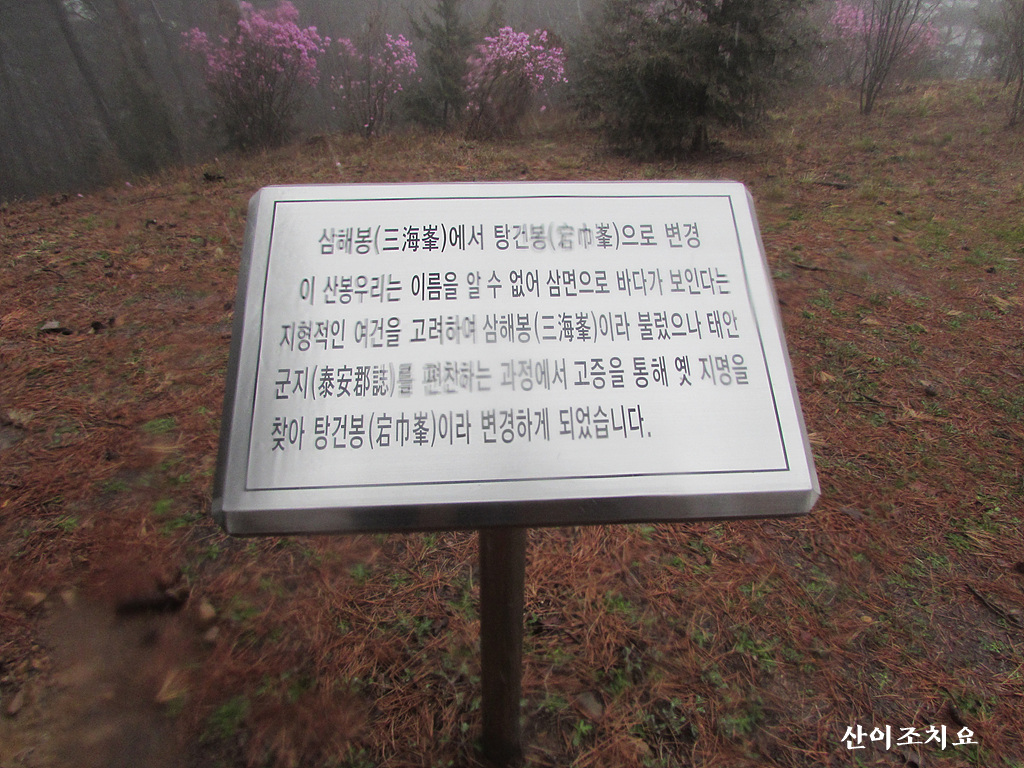 삼해봉(三海峯)에서 탕건봉(宕巾峯)으로 변경
이 산봉우리는 이름을 알 수 없어 삼면으로 바다가 보인다는
지형적인 여건을 고려하여 삼해봉(三海峯)이라 불렀으나 태안
군지(泰安郡誌)를 편찬하는 과정에서 고증을 통해 옛 지명을
찾아 탕건봉(宕巾峯)이라 변경하게 되었습니다.
산이조치요